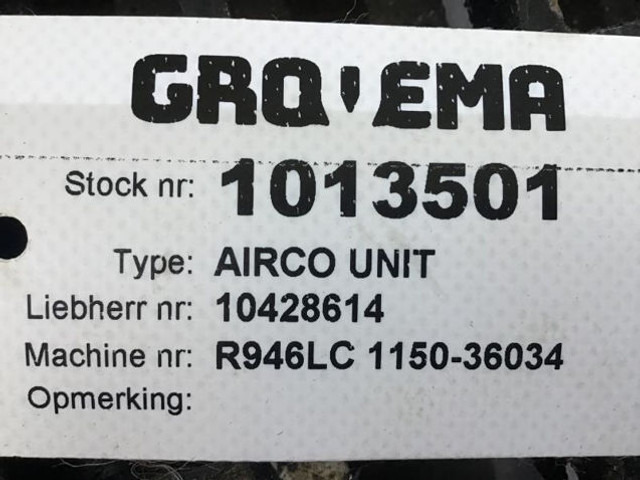 GRO EMA
Stock nr: 1013501
Type: AIRCO UNIT
Liebherr nr: 10428614
Machine nr: R946LC 1150-36034
Opmerking: